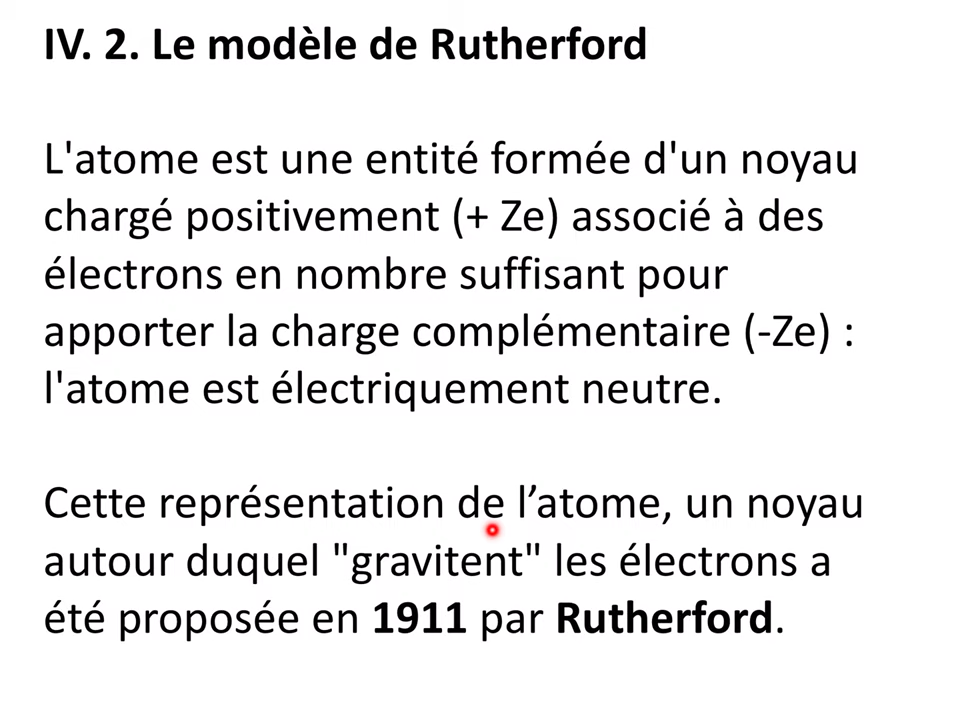 IV. 2. Le modèle de Rutherford
L'atome est une entité formée d'un noyau
chargé positivement (+ Ze) associé à des
électrons en nombre suffisant pour
apporter la charge complémentaire (-Ze) :
l'atome est électriquement neutre.
Cette représentation de l’atome, un noyau
autour duquel "gravitent" les électrons a
été proposée en 1911 par Rutherford.